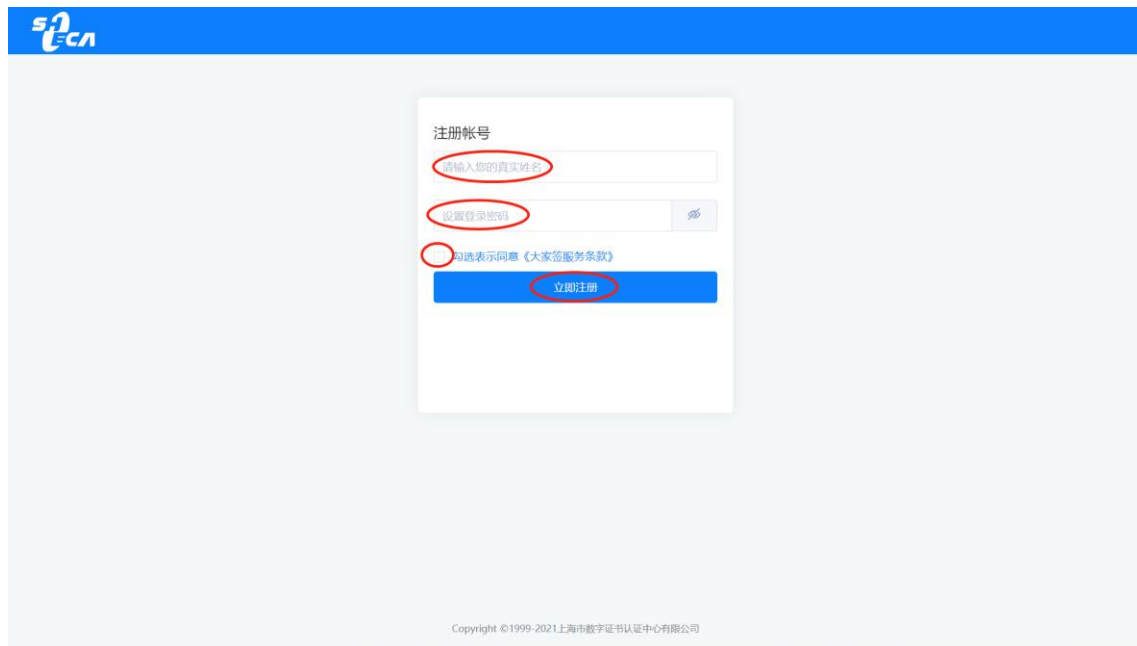 SHECA
注册帐号
请输入您的真实姓名
设置登录密码
勾选表示同意《大家签服务条款》
立即注册
Copyright ©1999-2021上海市数字证书认证中心有限公司